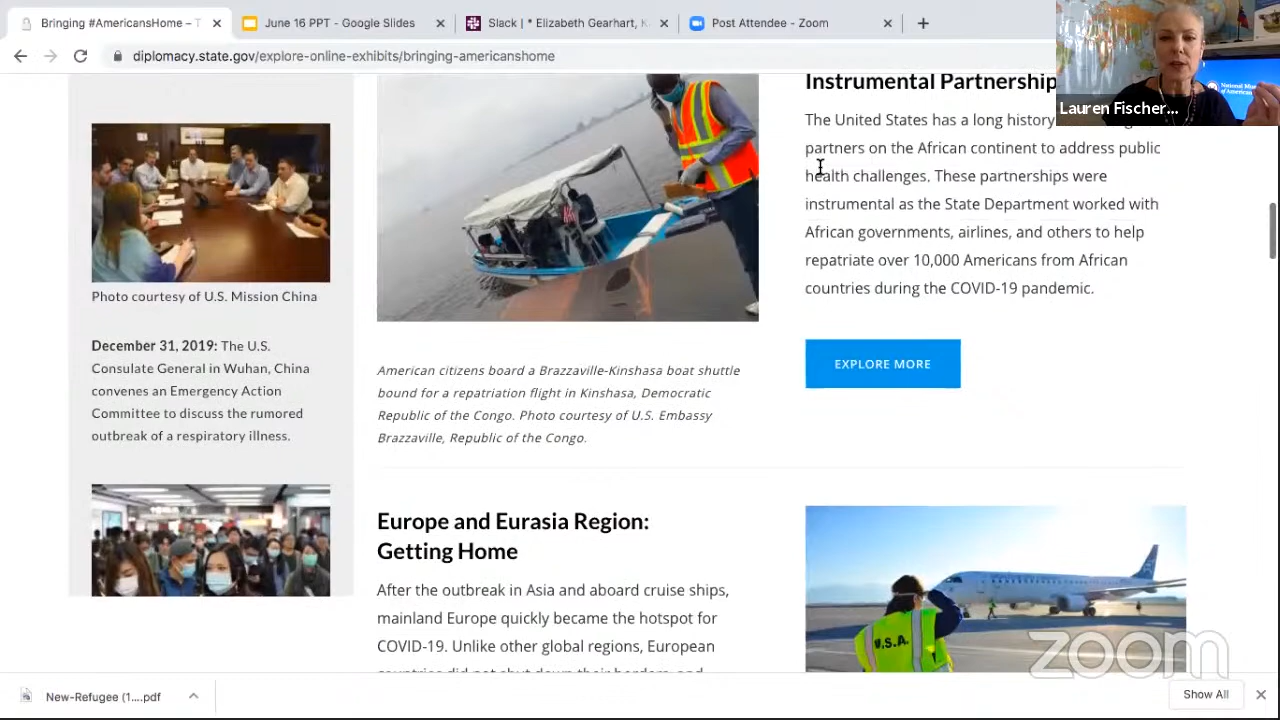 Bringing #AmericansHome – T
June 16 PPT - Google Slides
Slack | * Elizabeth Gearhart, K
Post Attendee - Zoom
diplomacy.state.gov/explore-online-exhibits/bringing-americanshome
Lauren Fischer...
Photo courtesy of U.S. Mission China
December 31, 2019: The U.S.
Consulate General in Wuhan, China
convenes an Emergency Action
Committee to discuss the rumored
outbreak of a respiratory illness.
American citizens board a Brazzaville-Kinshasa boat shuttle
bound for a repatriation flight in Kinshasa, Democratic
Republic of the Congo. Photo courtesy of U.S. Embassy
Brazzaville, Republic of the Congo.
Instrumental Partnership
The United States has a long history
partners on the African continent to address public
health challenges. These partnerships were
instrumental as the State Department worked with
African governments, airlines, and others to help
repatriate over 10,000 Americans from African
countries during the COVID-19 pandemic.
EXPLORE MORE
Europe and Eurasia Region:
Getting Home
After the outbreak in Asia and aboard cruise ships,
mainland Europe quickly became the hotspot for
COVID-19. Unlike other global regions, European
countries did not shut down their borders, and
U.S.A.
zoom
New-Refugee (1....pdf
Show All